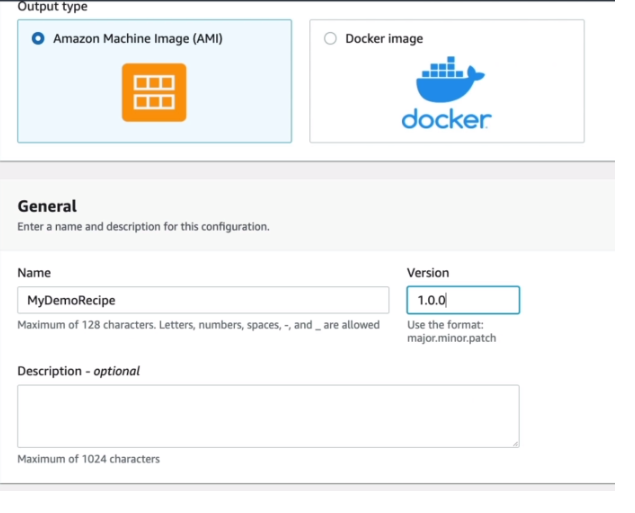 Output type
Amazon Machine Image (AMI)
Docker image
docker
General
Enter a name and description for this configuration.
Name
Version
MyDemoRecipe
1.0.0
Maximum of 128 characters. Letters, numbers, spaces, -, and _ are allowed
Use the format:
major.minor.patch
Description - optional
Maximum of 1024 characters